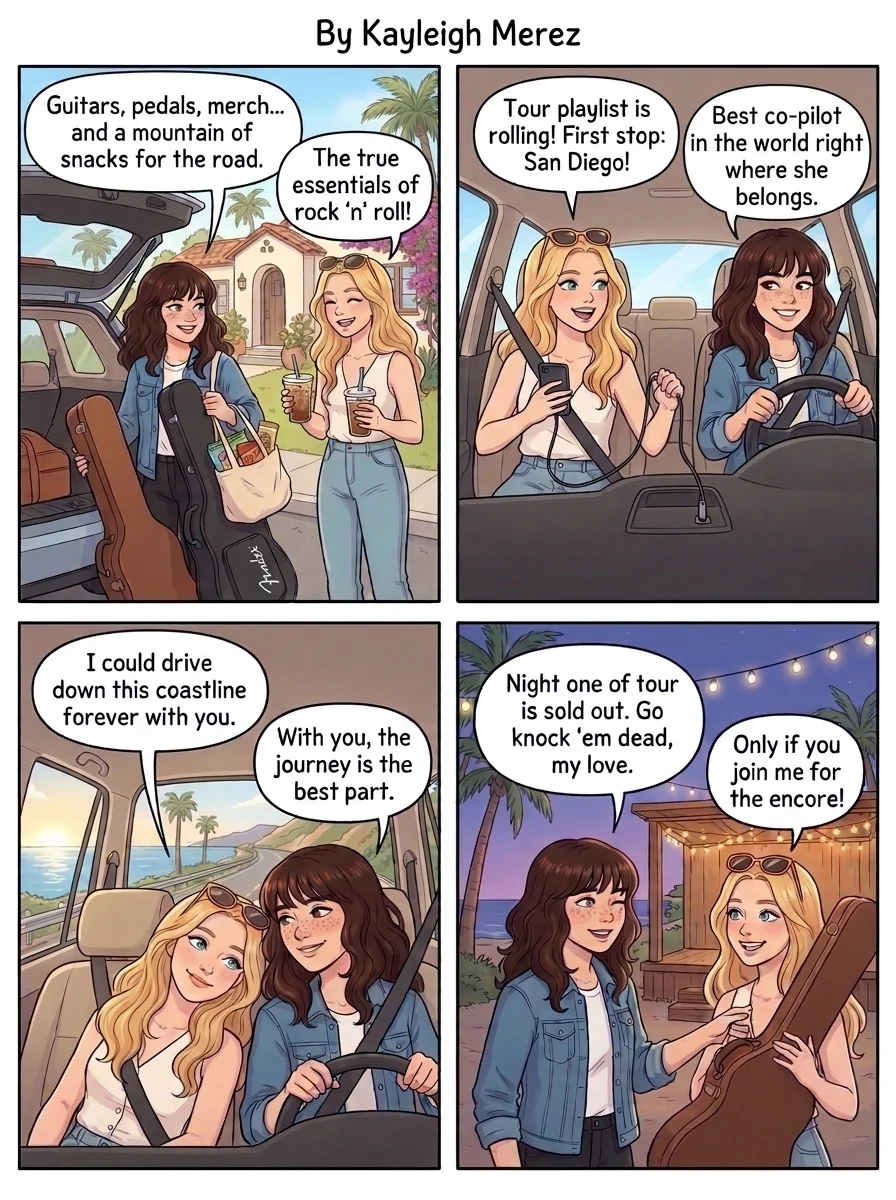 By Kayleigh Merez
Guitars, pedals, merch...
and a mountain of
snacks for the road.
The true
essentials of
rock ‘n’ roll!
Tour playlist is
rolling! First stop:
San Diego!
Best co-pilot
in the world right
where she
belongs.
I could drive
down this coastline
forever with you.
With you, the
journey is the
best part.
Night one of tour
is sold out. Go
knock ‘em dead,
my love.
Only if you
join me for
the encore!